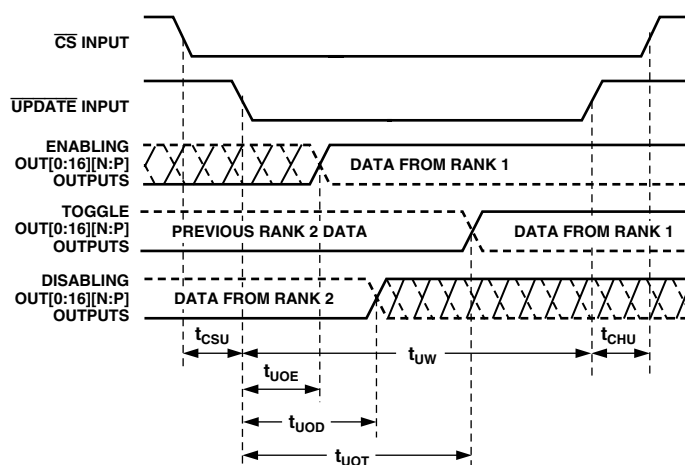 CS INPUT
UPDATE INPUT
ENABLING
OUT[0:16][N:P]
OUTPUTS
DATA FROM RANK 1
TOGGLE
OUT[0:16][N:P]
OUTPUTS
PREVIOUS RANK 2 DATA
DATA FROM RANK 1
DISABLING
OUT[0:16][N:P]
OUTPUTS
DATA FROM RANK 2
tCSU
tUW
tCHU
tUOE
tUOD
tUOT